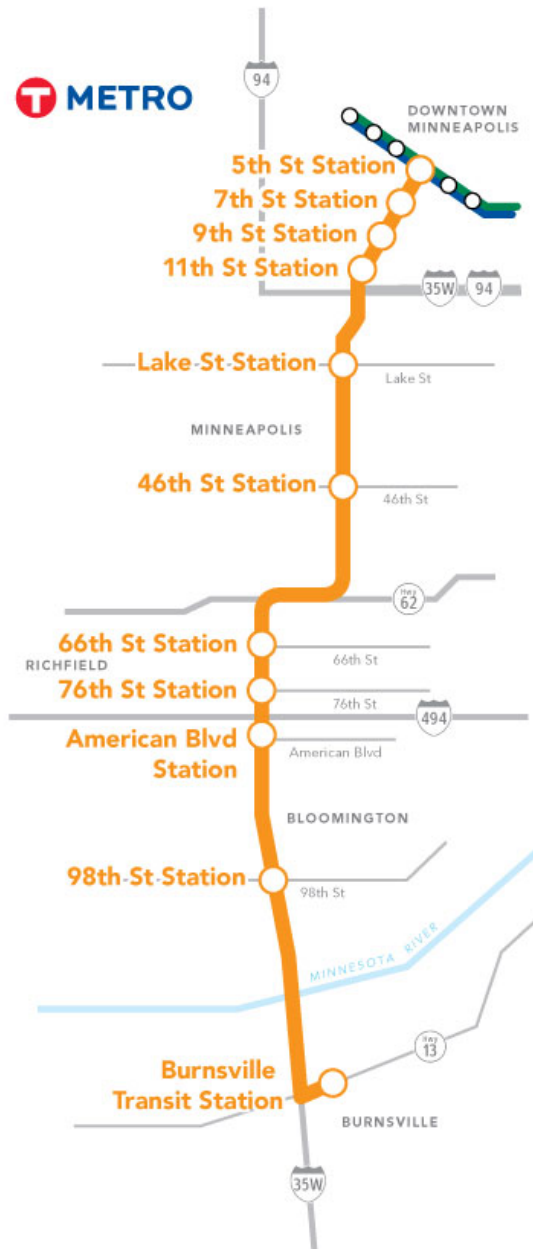 94
T METRO
DOWNTOWN
MINNEAPOLIS
5th St Station
7th St Station
9th St Station
11th St Station
35W
94
Lake St Station
Lake St
MINNEAPOLIS
46th St Station
46th St
Hwy
62
66th St Station
66th St
RICHFIELD
76th St Station
76th St
494
American Blvd
Station
American Blvd
BLOOMINGTON
98th St Station
98th St
MINNESOTA RIVER
Hwy
13
Burnsville
Transit Station
BURNSVILLE
35W